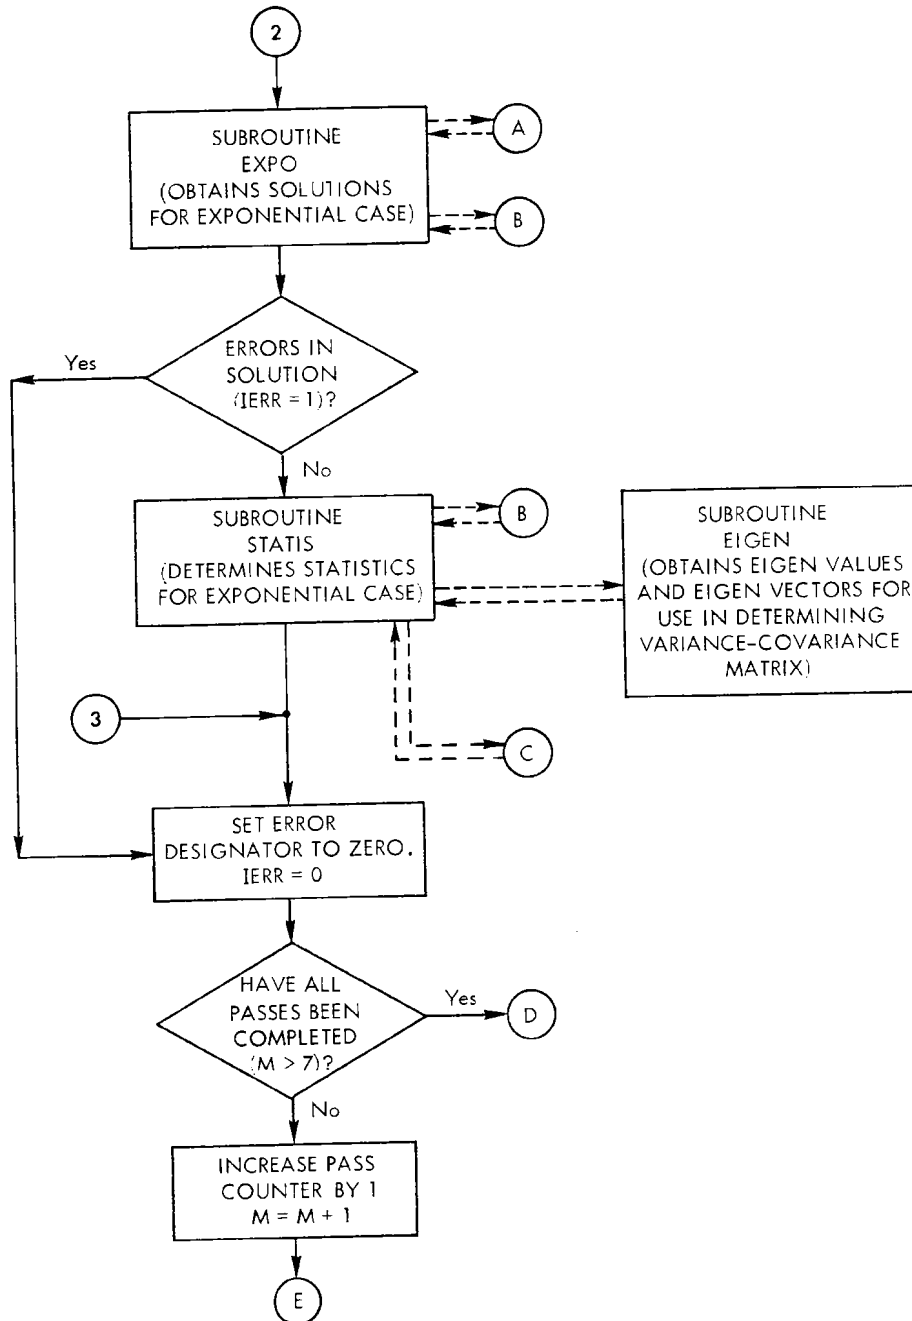 2
SUBROUTINE
EXPO
(OBTAINS SOLUTIONS
FOR EXPONENTIAL CASE)
A
B
ERRORS IN
SOLUTION
(IERR = 1)?
Yes
No
SUBROUTINE
STATIS
(DETERMINES STATISTICS
FOR EXPONENTIAL CASE)
B
SUBROUTINE
EIGEN
(OBTAINS EIGEN VALUES
AND EIGEN VECTORS FOR
USE IN DETERMINING
VARIANCE-COVARIANCE
MATRIX)
3
C
SET ERROR
DESIGNATOR TO ZERO.
IERR = 0
HAVE ALL
PASSES BEEN
COMPLETED
(M > 7)?
Yes
D
No
INCREASE PASS
COUNTER BY 1
M = M + 1
E